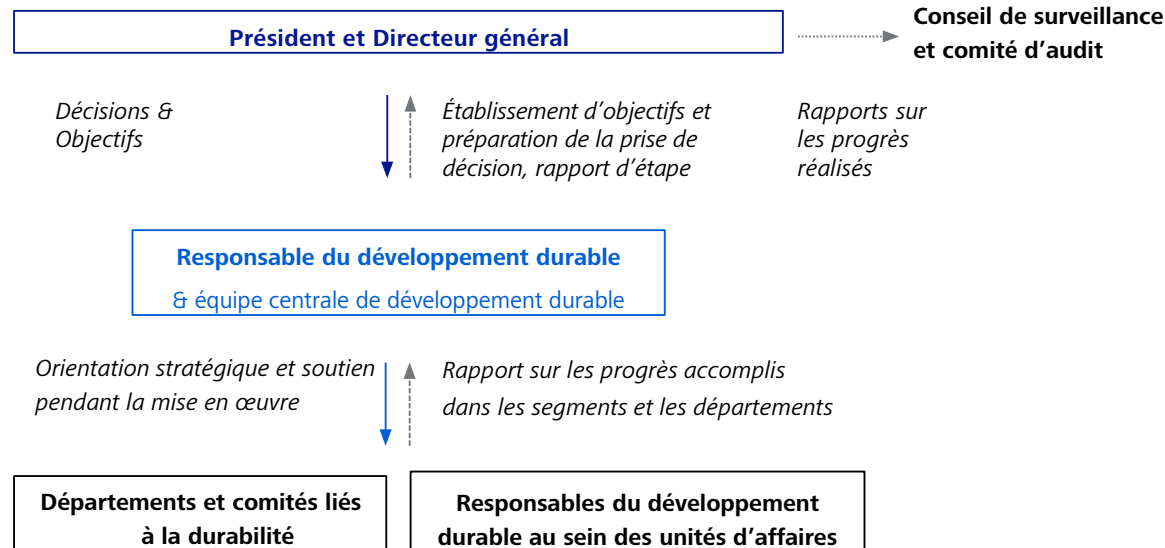 Président et Directeur général
Conseil de surveillance
et comité d’audit
Décisions &
Objectifs
Établissement d’objectifs et
préparation de la prise de
décision, rapport d’étape
Rapports sur
les progrès
réalisés
Responsable du développement durable
& équipe centrale de développement durable
Orientation stratégique et soutien
pendant la mise en œuvre
Rapport sur les progrès accomplis
dans les segments et les départements
Départements et comités liés
à la durabilité
Responsables du développement
durable au sein des unités d’affaires